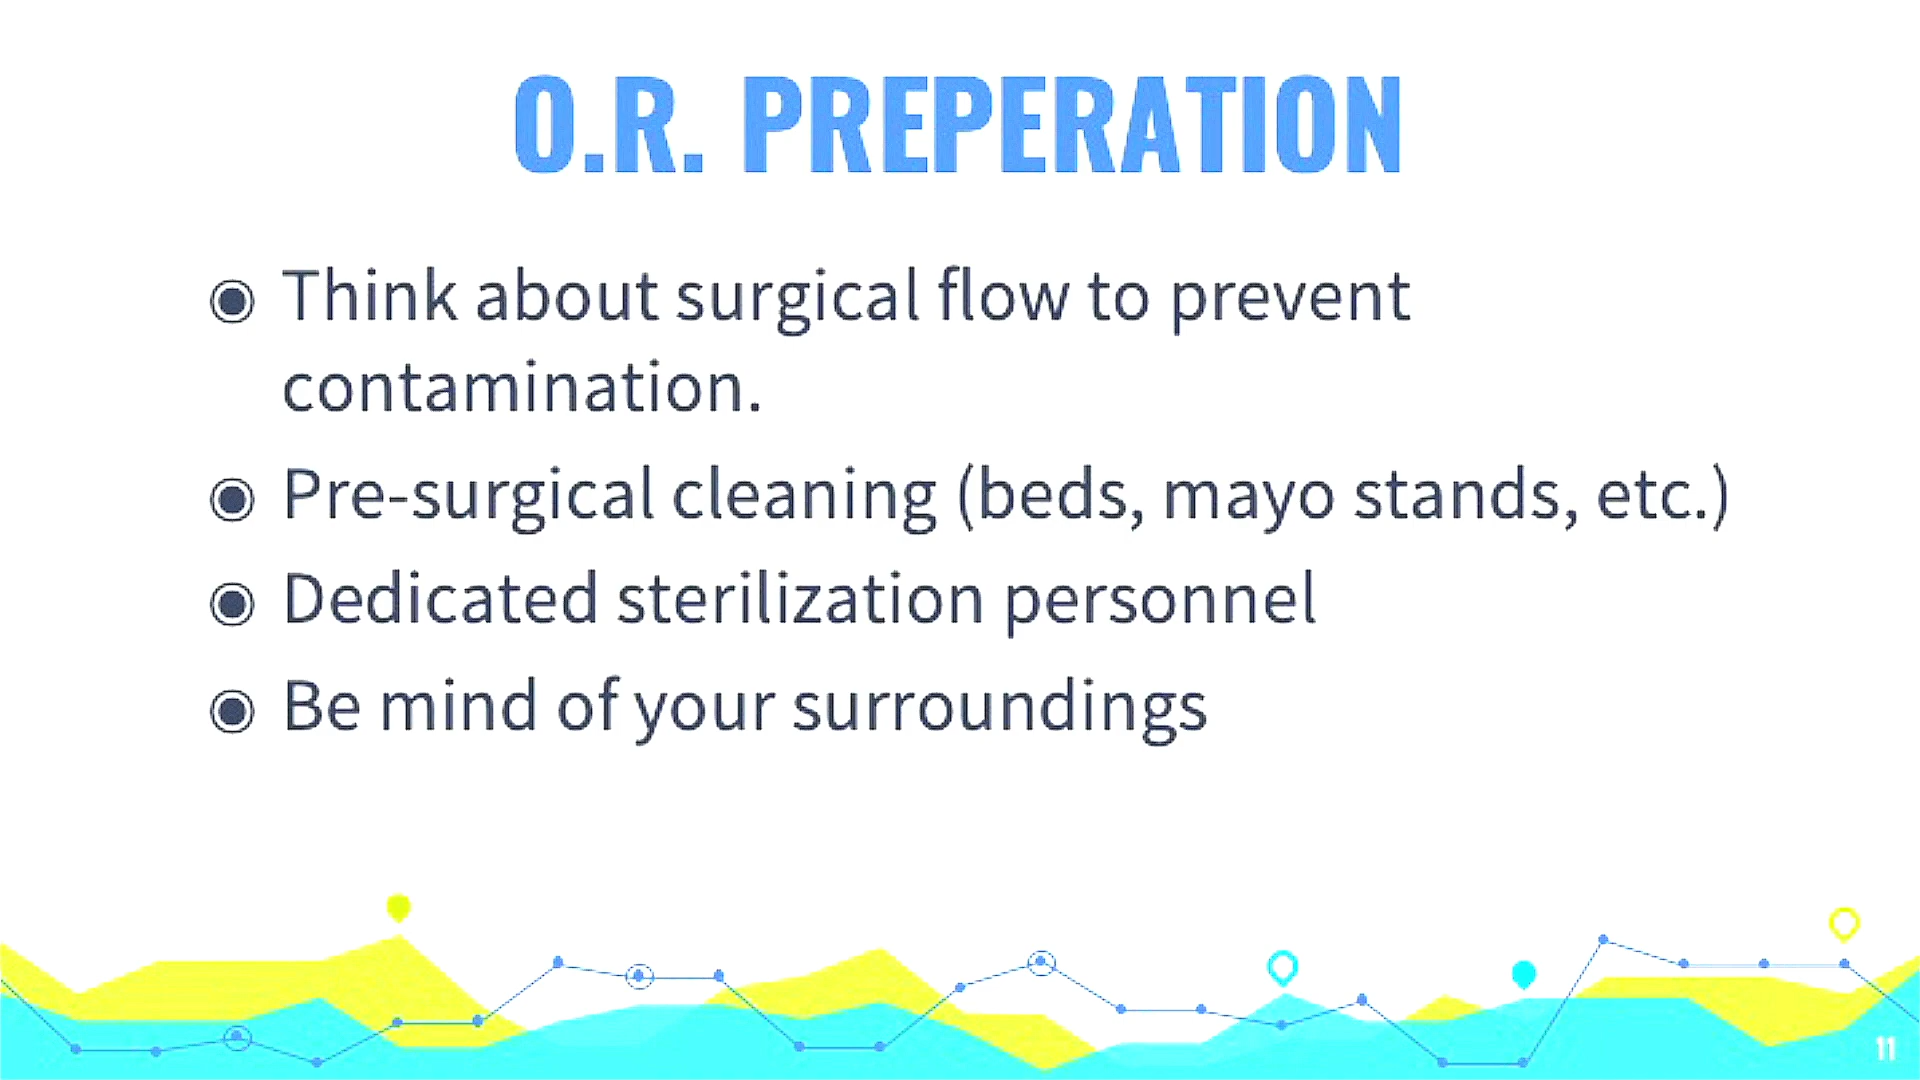 O.R. PREPERATION
◉ Think about surgical flow to prevent
contamination.
◉ Pre-surgical cleaning (beds, mayo stands, etc.)
◉ Dedicated sterilization personnel
◉ Be mind of your surroundings
11